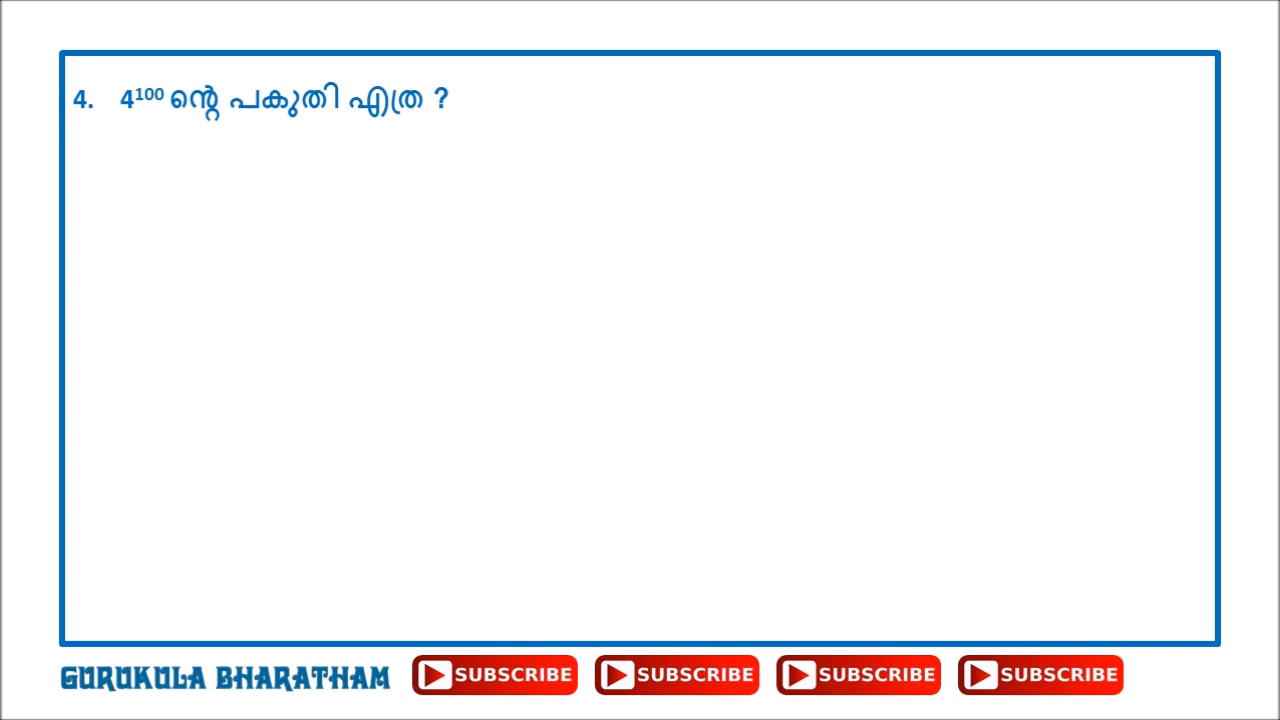 4. 4¹⁰⁰ ന്റെ പകുതി എത്ര ?
GURUKULA BHARATHAM SUBSCRIBE SUBSCRIBE SUBSCRIBE SUBSCRIBE